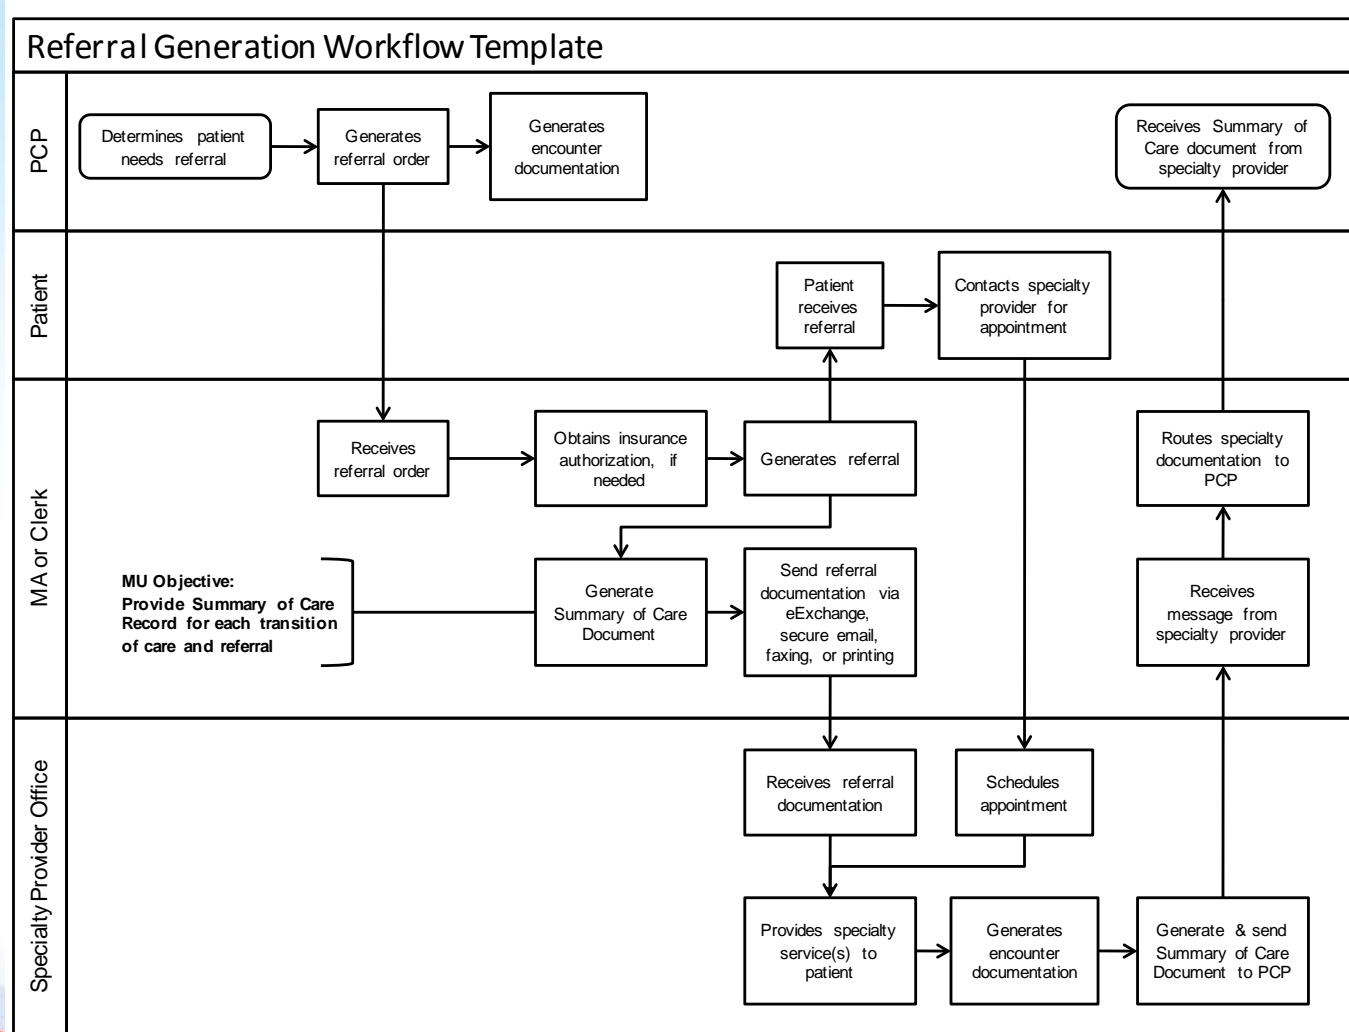 Referral Generation Workflow Template
PCP
Determines patient
needs referral
Generates
referral order
Generates
encounter
documentation
Receives Summary of
Care document from
specialty provider
Patient
Patient
receives
referral
Contacts specialty
provider for
appointment
MA or Clerk
Receives
referral order
Obtains insurance
authorization, if
needed
Generates referral
Routes specialty
documentation to
PCP
MU Objective:
Provide Summary of Care
Record for each transition
of care and referral
Generate
Summary of Care
Document
Send referral
documentation via
eExchange,
secure email,
faxing, or printing
Receives
message from
specialty provider
Specialty Provider Office
Receives referral
documentation
Schedules
appointment
Provides specialty
service(s) to
patient
Generates
encounter
documentation
Generate & send
Summary of Care
Document to PCP